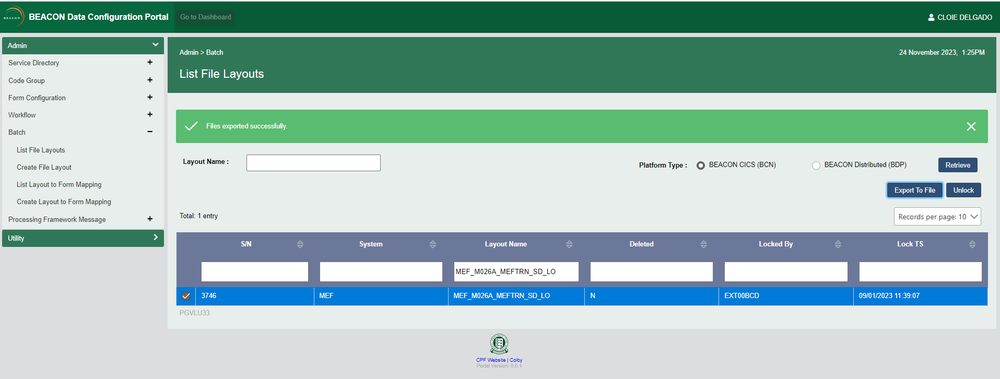 BEACON
BEACON Data Configuration Portal
Go to Dashboard
CLOIE DELGADO
Admin
Service Directory
Code Group
Form Configuration
Workflow
Batch
List File Layouts
Create File Layout
List Layout to Form Mapping
Create Layout to Form Mapping
Processing Framework Message
Utility
Admin > Batch
24 November 2023, 1:25PM
List File Layouts
Files exported successfully.
Layout Name :
Platform Type : BEACON CICS (BCN) BEACON Distributed (BDP) Retrieve
Export To File Unlock
Total: 1 entry
Records per page: 10
S/N System Layout Name Deleted Locked By Lock TS
MEF_M026A_MEFTRN_SD_LO
3746 MEF MEF_M026A_MEFTRN_SD_LO N EXT00BCD 09/01/2023 11:39:07
PGVLU33
CPF Website | Colby
Portal Version: 0.0.1